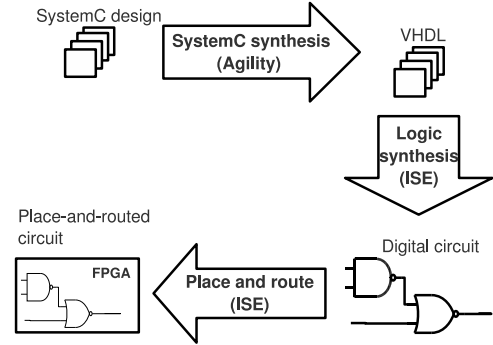 SystemC design
SystemC synthesis
(Agility)
VHDL
Logic
synthesis
(ISE)
Digital circuit
Place and route
(ISE)
Place-and-routed
circuit
FPGA